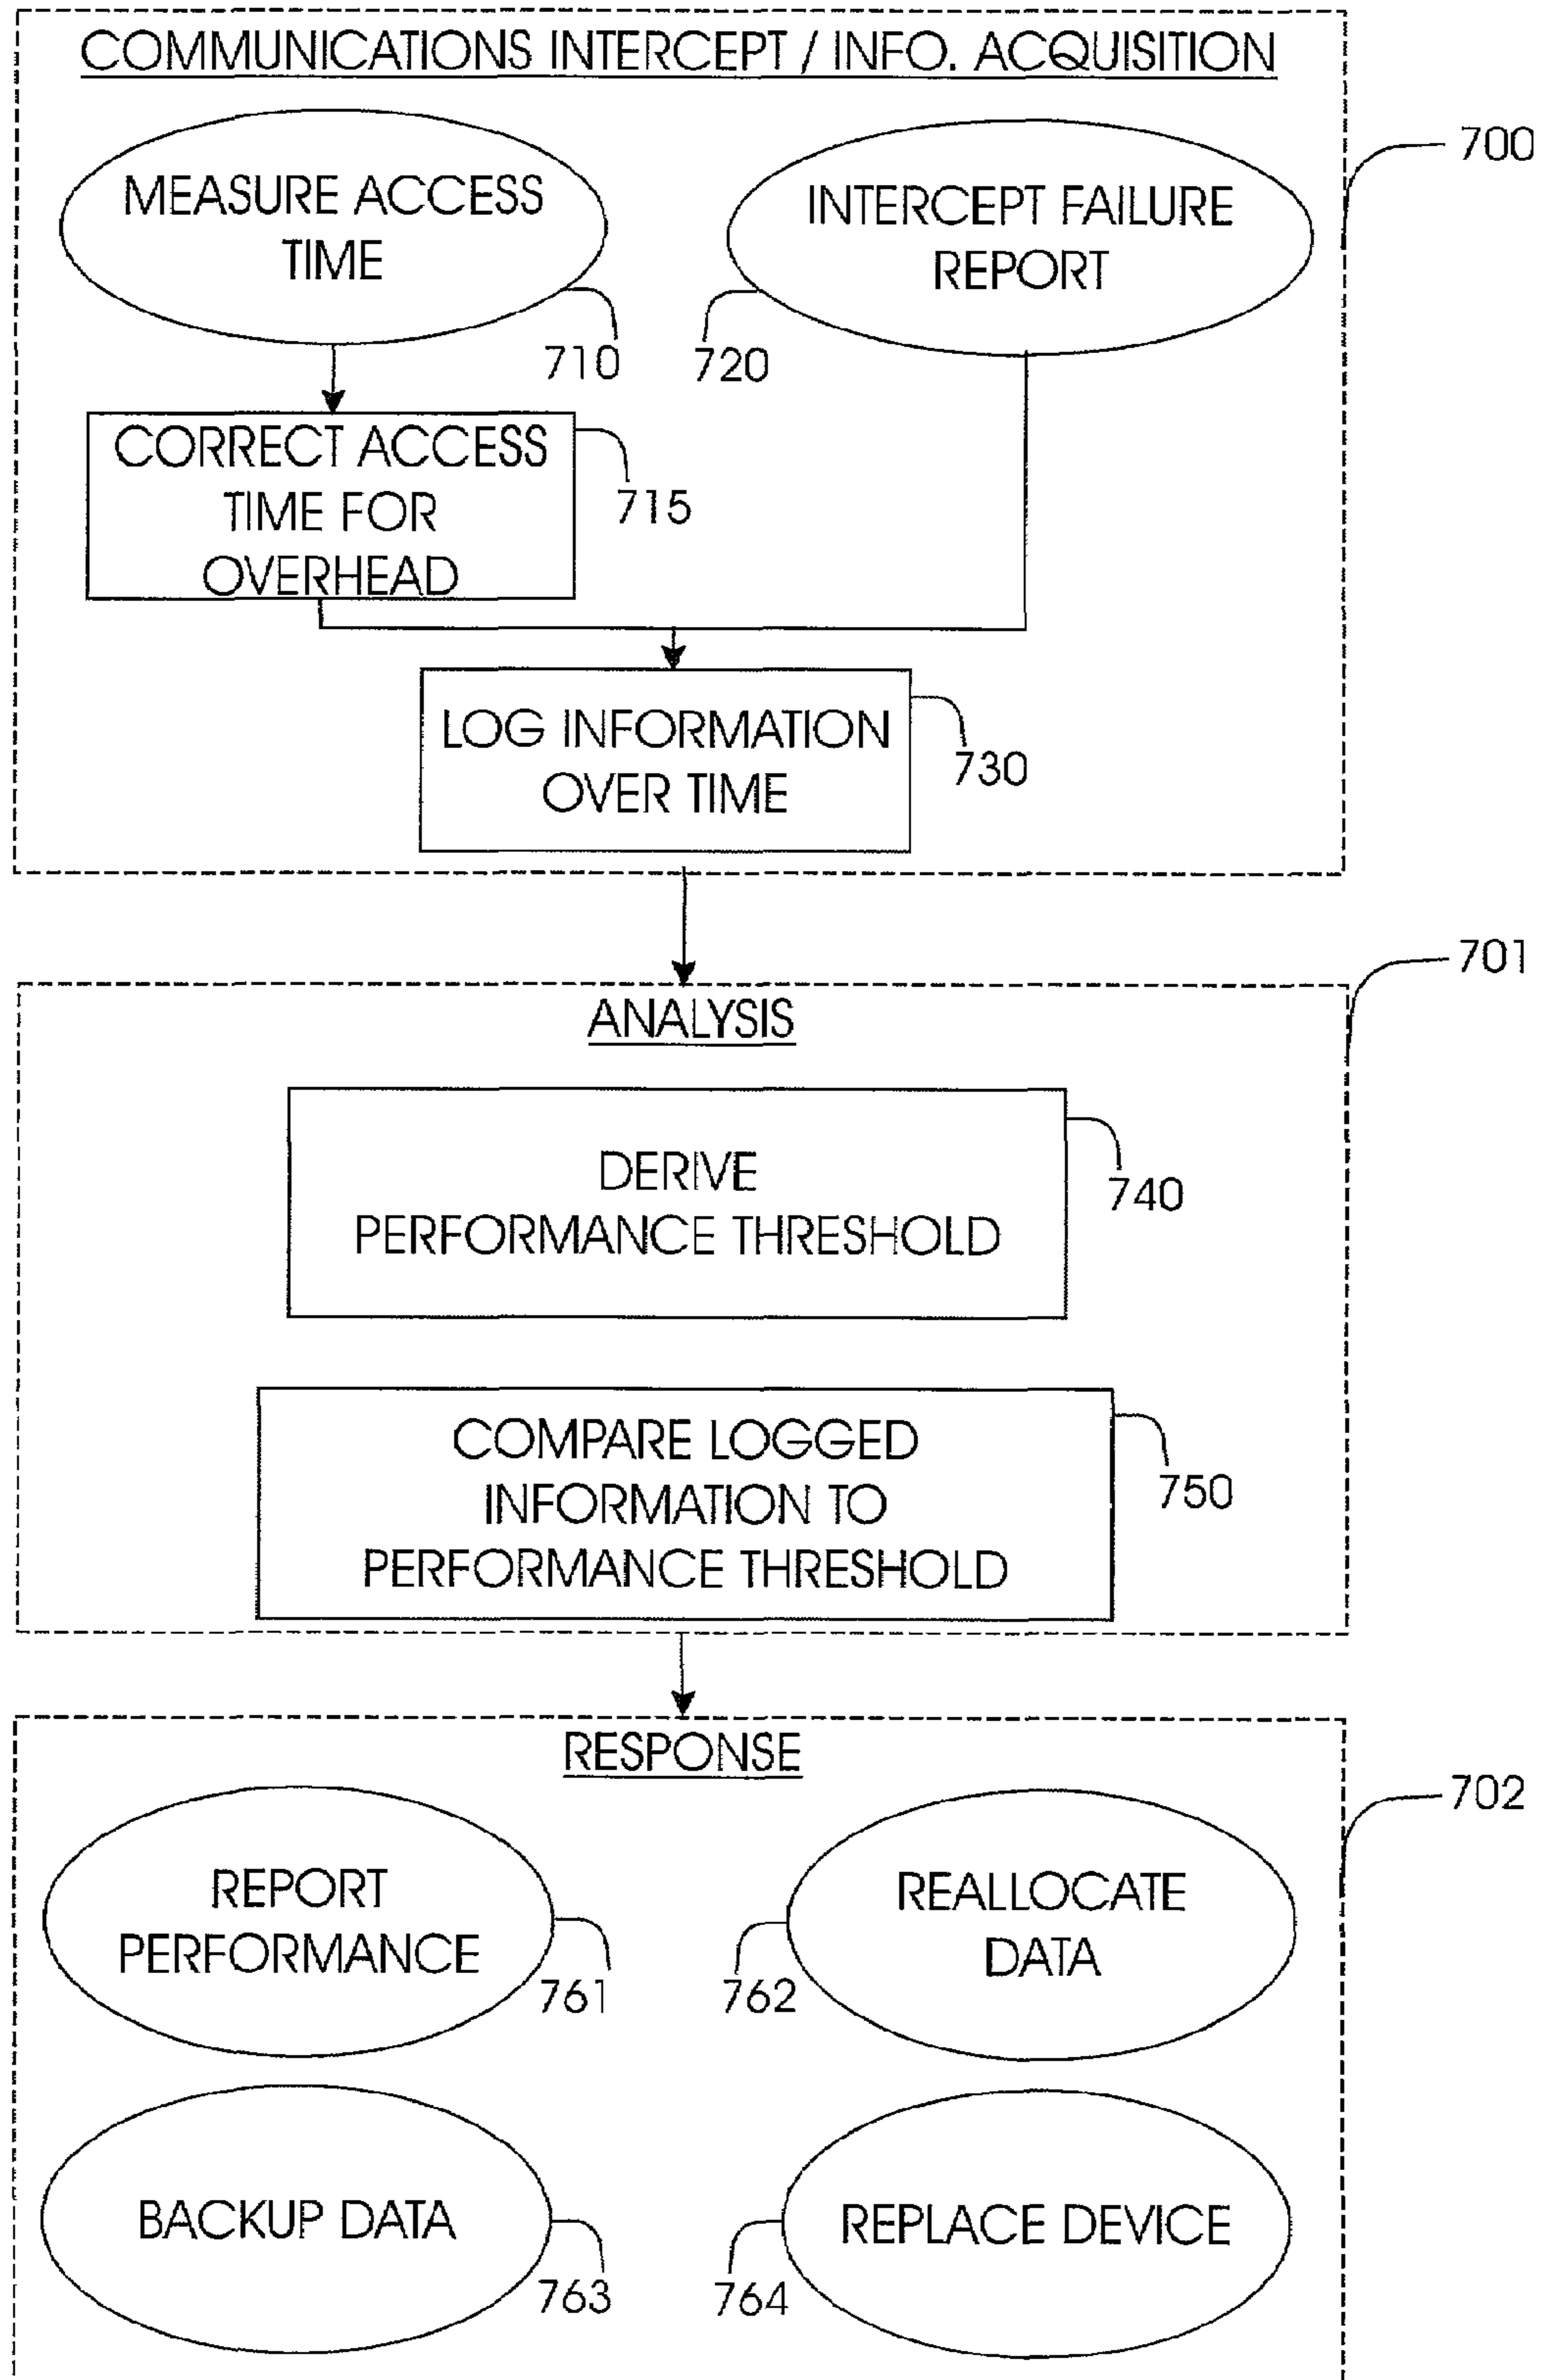 COMMUNICATIONS INTERCEPT / INFO. ACQUISITION
700
MEASURE ACCESS
TIME
710
INTERCEPT FAILURE
REPORT
720
CORRECT ACCESS
TIME FOR
OVERHEAD
715
LOG INFORMATION
OVER TIME
730
701
ANALYSIS
DERIVE
PERFORMANCE THRESHOLD
740
COMPARE LOGGED
INFORMATION TO
PERFORMANCE THRESHOLD
750
RESPONSE
702
REPORT
PERFORMANCE
761
REALLOCATE
DATA
762
BACKUP DATA
763
REPLACE DEVICE
764